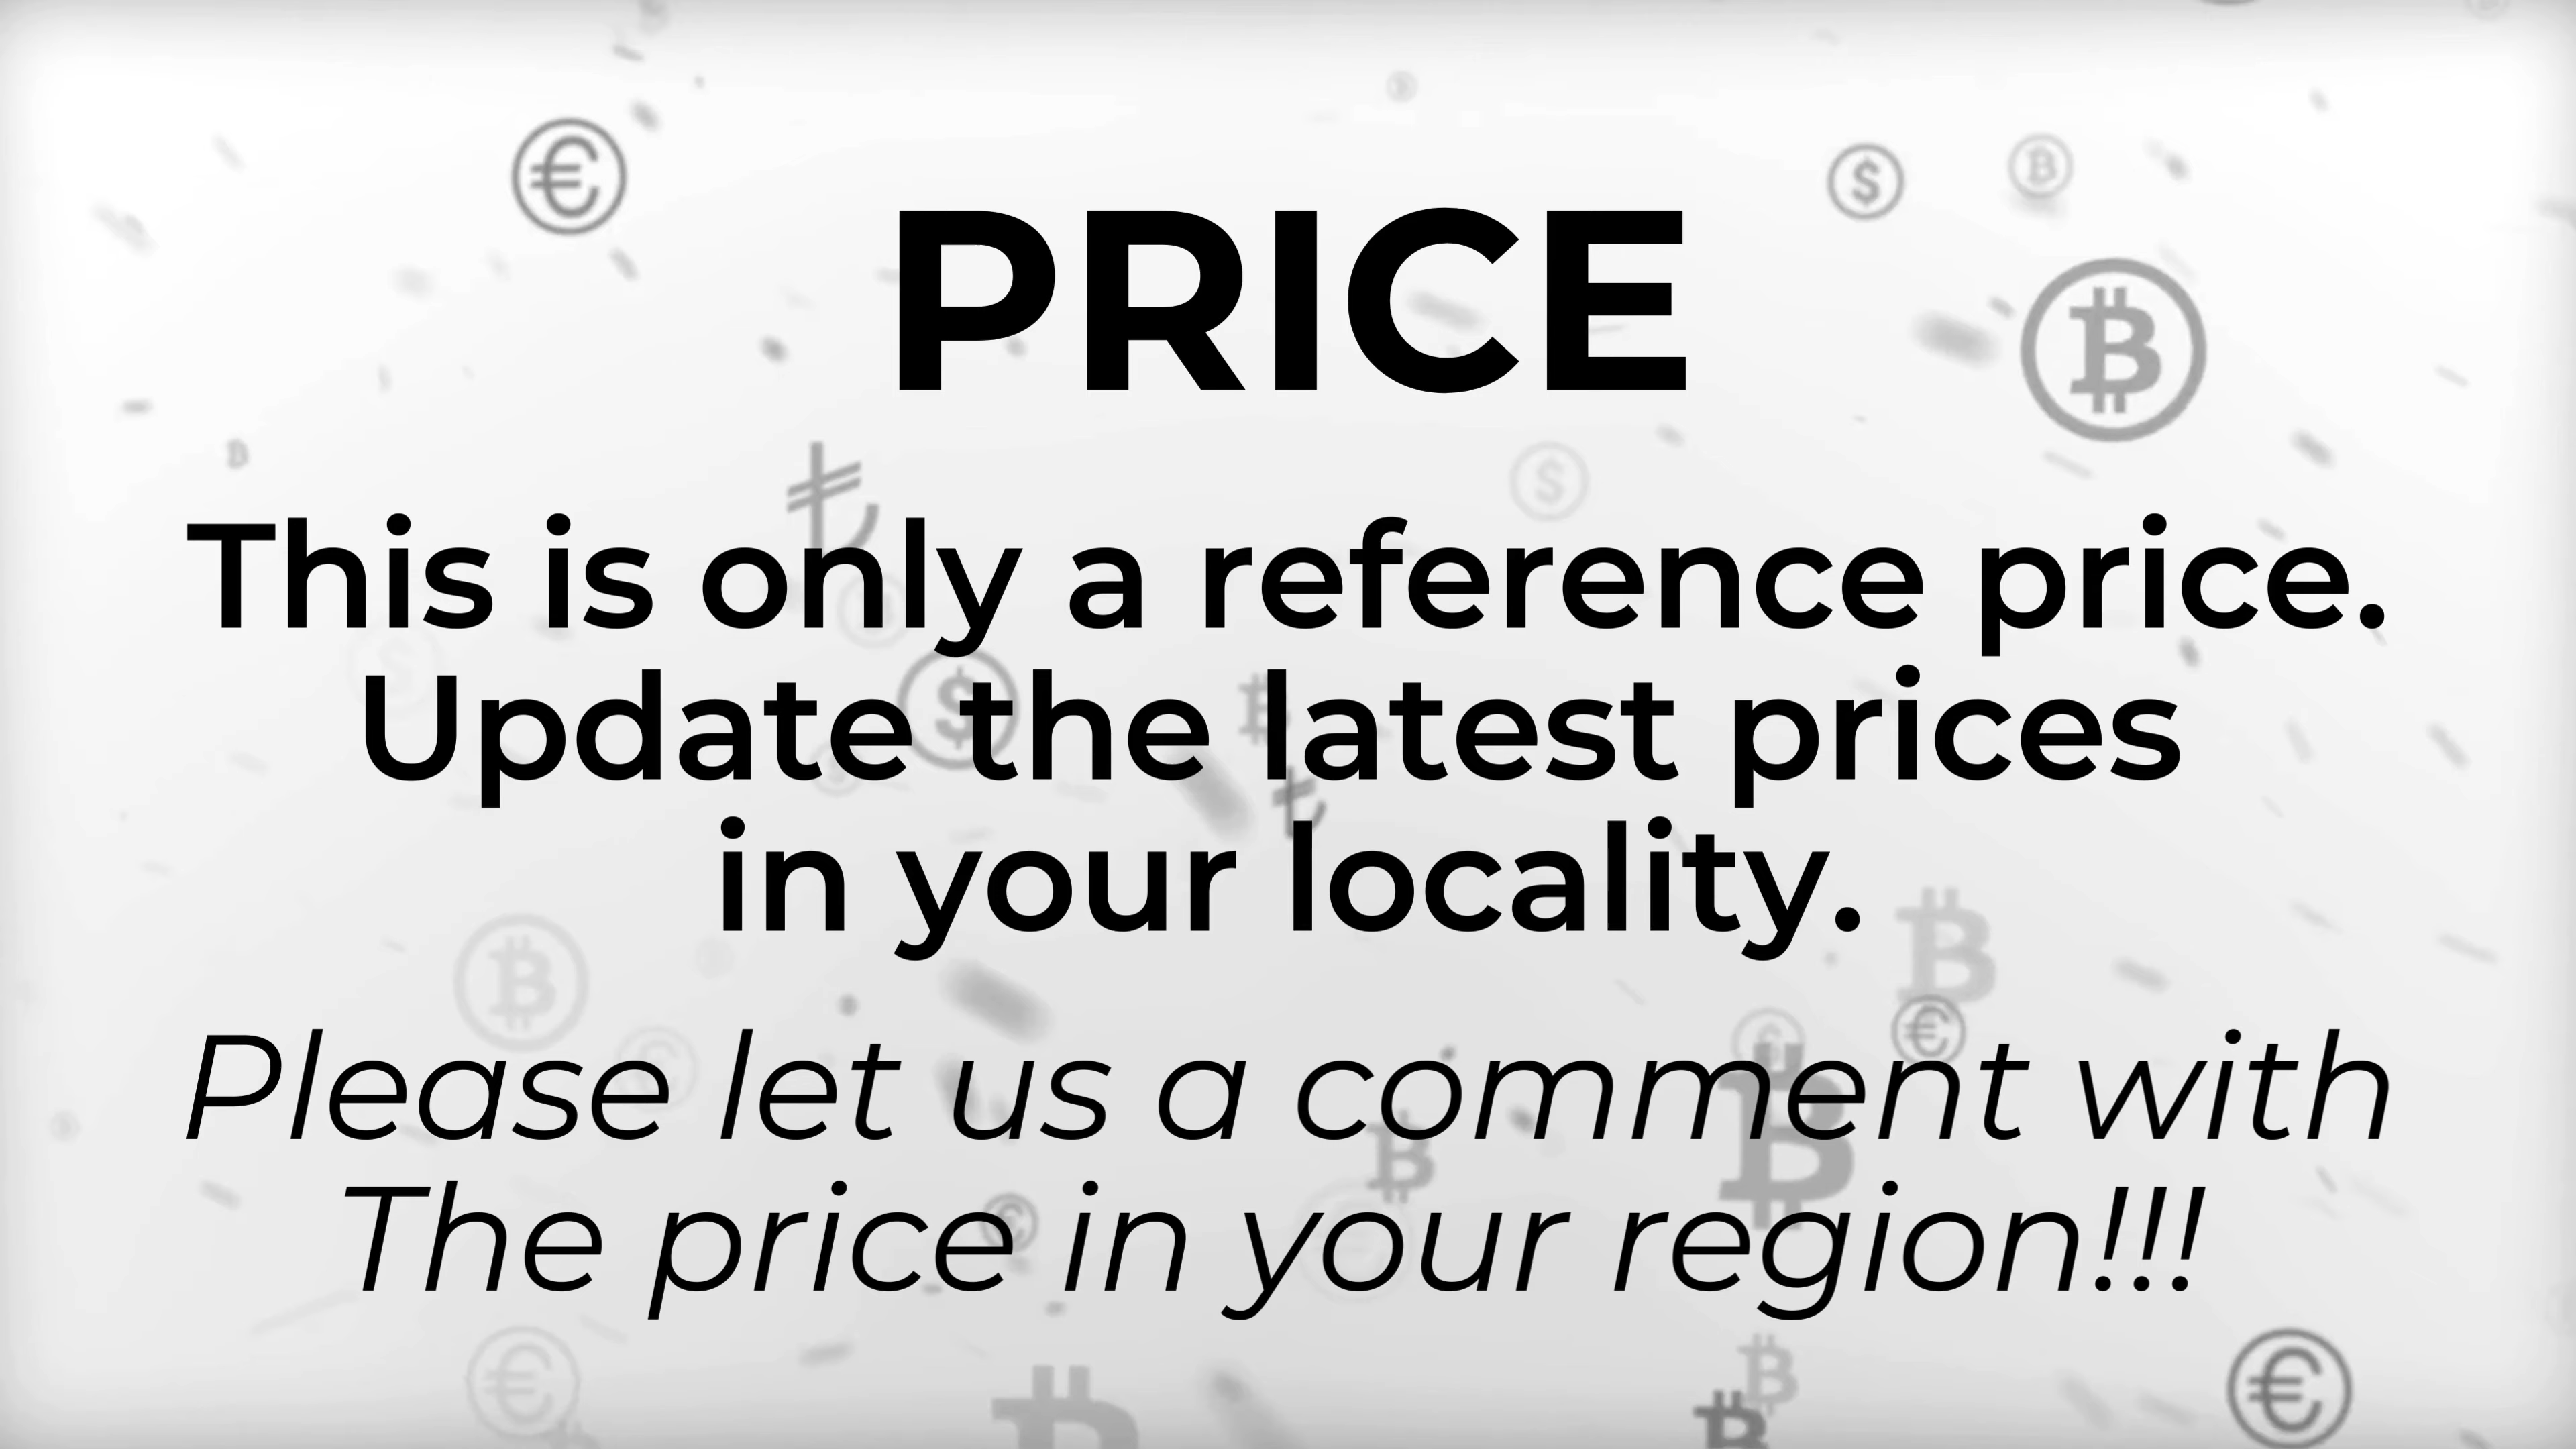 PRICE
This is only a reference price.
Update the latest prices
in your locality.
Please let us a comment with
The price in your region!!!